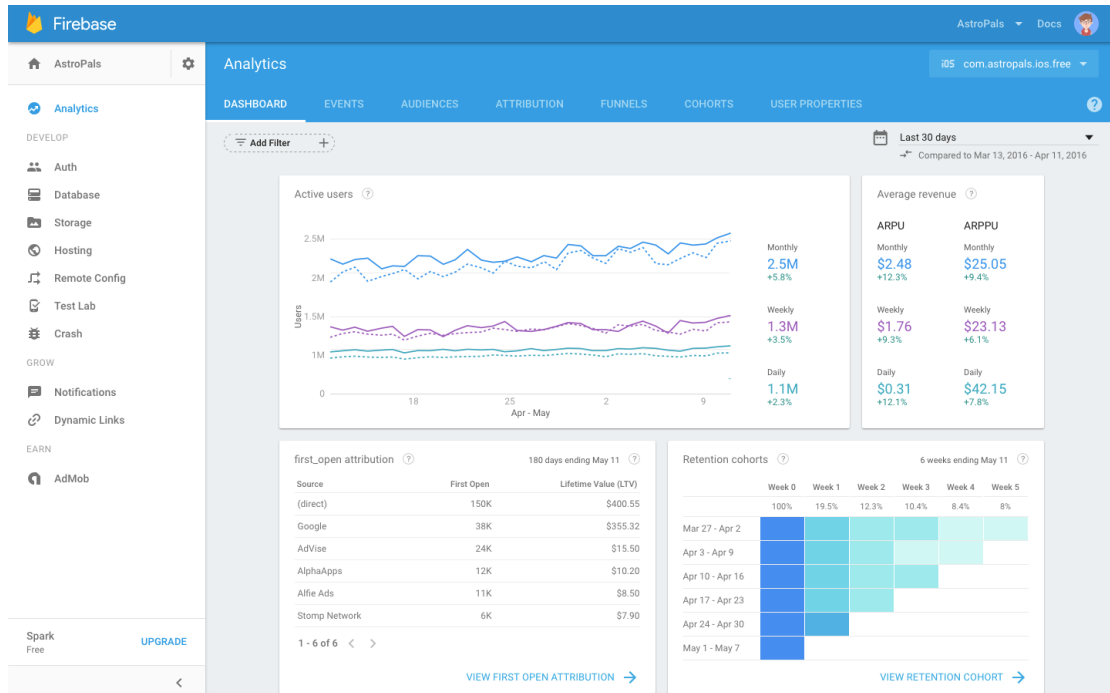 Firebase
AstroPals
Docs
AstroPals
Analytics
DEVELOP
Auth
Database
Storage
Hosting
Remote Config
Test Lab
Crash
GROW
Notifications
Dynamic Links
EARN
AdMob
Spark
Free
UPGRADE
Analytics
iOS com.astropals.ios.free
DASHBOARD EVENTS AUDIENCES ATTRIBUTION FUNNELS COHORTS USER PROPERTIES
?
Add Filter +
Last 30 days
Compared to Mar 13, 2016 - Apr 11, 2016
Active users ?
2.5M
2M
1.5M
1M
0
Users
18 25 2 9
Apr - May
Monthly
2.5M
+5.8%
Weekly
1.3M
+3.5%
Daily
1.1M
+2.3%
Average revenue ?
ARPU ARPPU
Monthly Monthly
$2.48 $25.05
+12.3% +9.4%
Weekly Weekly
$1.76 $23.13
+9.3% +6.1%
Daily Daily
$0.31 $42.15
+12.1% +7.8%
first_open attribution ? 180 days ending May 11 ?
Source First Open Lifetime Value (LTV)
(direct) 150K $400.55
Google 38K $355.32
AdVise 24K $15.50
AlphaApps 12K $10.20
Alfie Ads 11K $8.50
Stomp Network 6K $7.90
1 - 6 of 6 < >
VIEW FIRST OPEN ATTRIBUTION →
Retention cohorts ? 6 weeks ending May 11 ?
Week 0 Week 1 Week 2 Week 3 Week 4 Week 5
100% 19.5% 12.3% 10.4% 8.4% 8%
Mar 27 - Apr 2
Apr 3 - Apr 9
Apr 10 - Apr 16
Apr 17 - Apr 23
Apr 24 - Apr 30
May 1 - May 7
VIEW RETENTION COHORT →